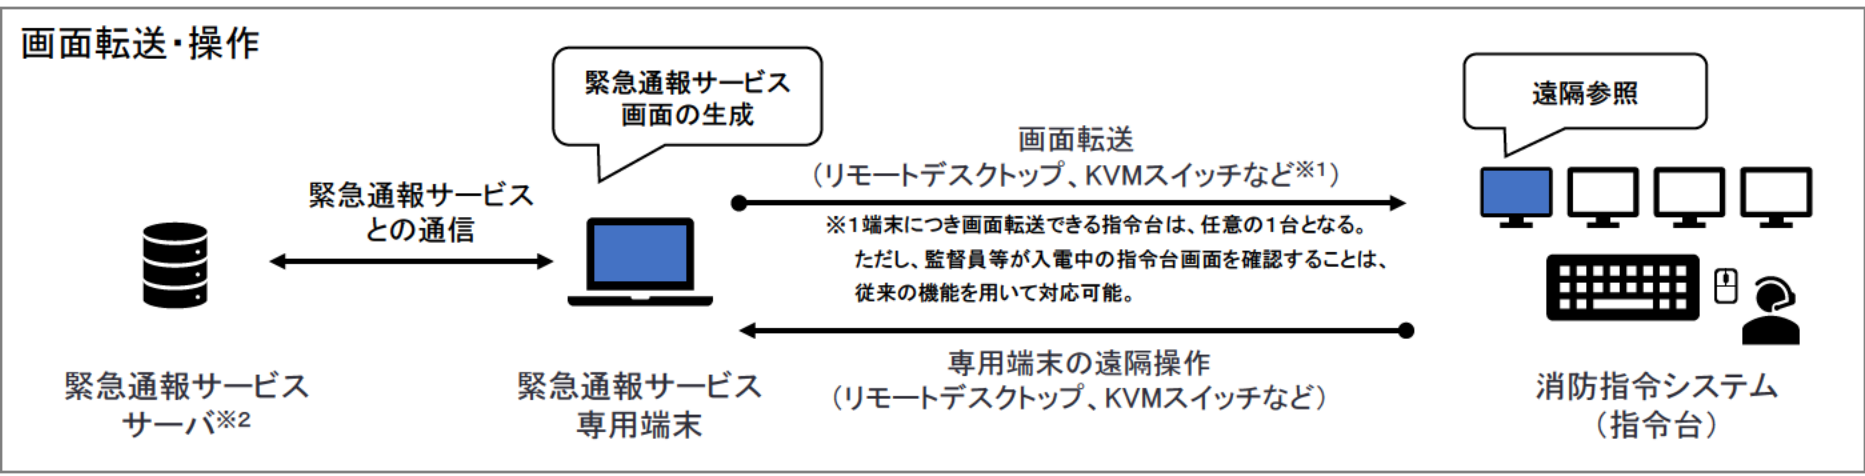 画面転送・操作
緊急通報サービス
画面の生成
遠隔参照
画面転送
（リモートデスクトップ、KVMスイッチなど※1）
緊急通報サービス
との通信
※１端末につき画面転送できる指令台は、任意の１台となる。
ただし、監督員等が入電中の指令台画面を確認することは、
従来の機能を用いて対応可能。
専用端末の遠隔操作
（リモートデスクトップ、KVMスイッチなど）
緊急通報サービス
サーバ※2
緊急通報サービス
専用端末
消防指令システム
（指令台）